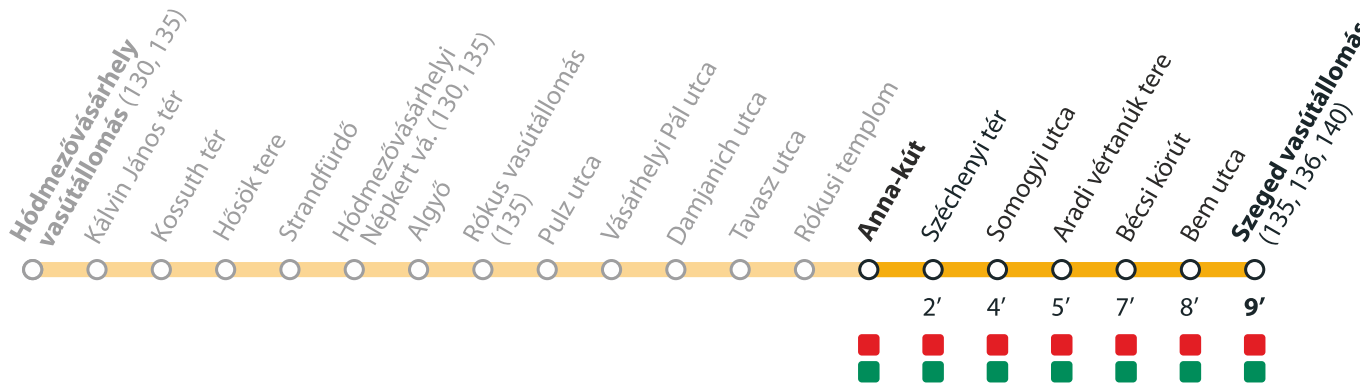 Hódmezővásárhely
vasútállomás (130, 135)
Kálvin János tér
Kossuth tér
Hősök tere
Strandfürdő
Hódmezővásárhelyi
Népkert vá. (130, 135)
Algyő
Rókus vasútállomás
(135)
Pulz utca
Vásárhelyi Pál utca
Damjanich utca
Tavasz utca
Rókusi templom
Anna-kút
Széchenyi tér
Somogyi utca
Aradi vértanúk tere
Bécsi körút
Bem utca
Szeged vasútállomás
(135, 136, 140)
2’ 4’ 5’ 7’ 8’ 9’